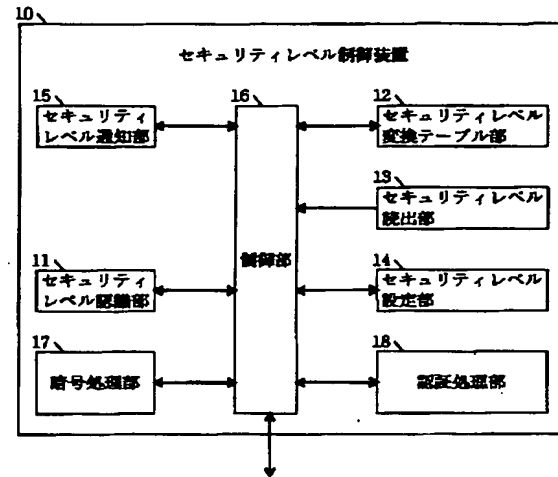 10
セキュリティレベル制御装置
15
セキュリティ
レベル通知部
16
制御部
12
セキュリティレベル
変換テーブル部
13
セキュリティレベル
読出部
11
セキュリティ
レベル認識部
14
セキュリティレベル
設定部
17
暗号処理部
18
認証処理部